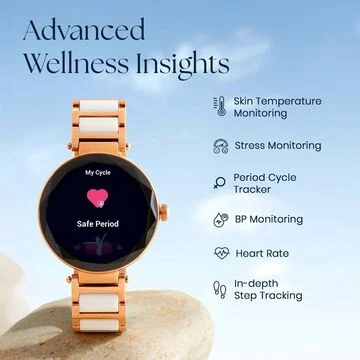 Advanced
Wellness Insights
Skin Temperature
Monitoring
Stress Monitoring
Period Cycle
Tracker
BP Monitoring
Heart Rate
In-depth
Step Tracking
My Cycle
Safe Period